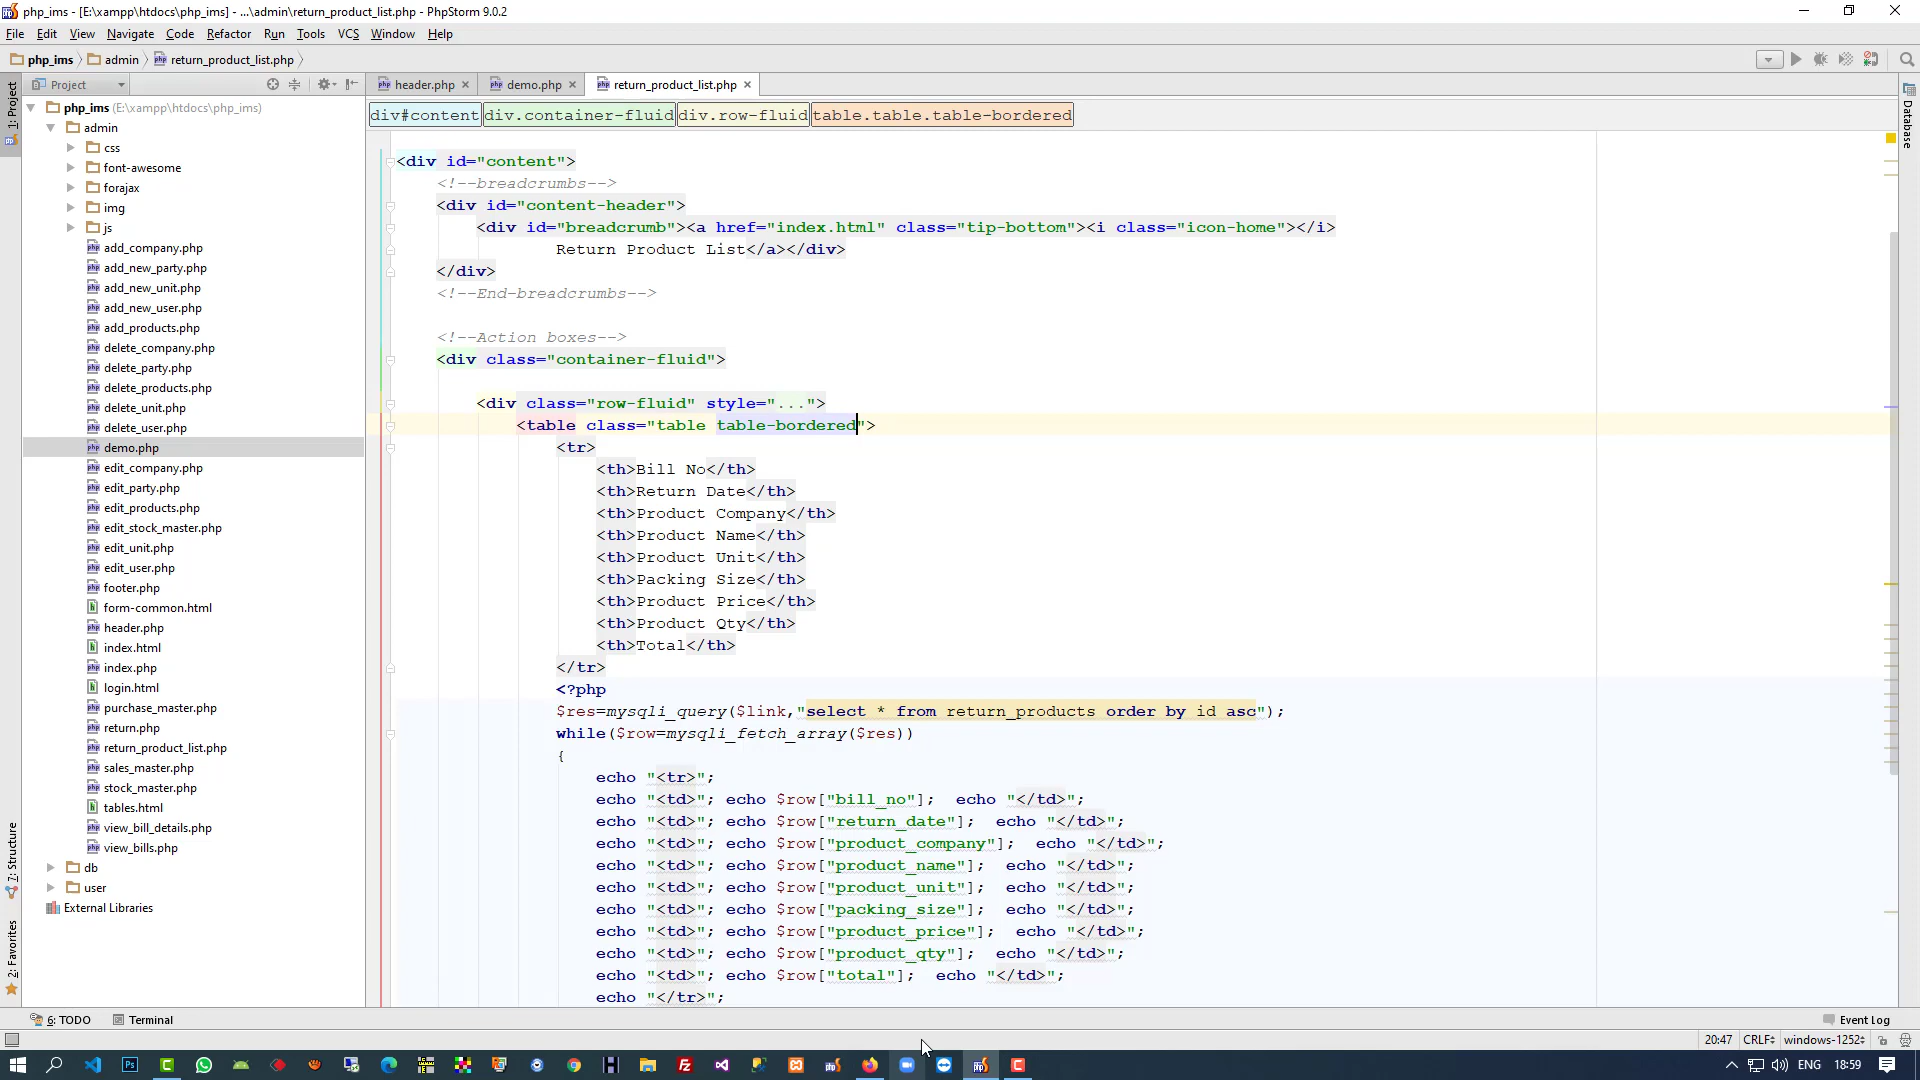 php_ims - [E:\xampp\htdocs\php_ims] - ...\admin\return_product_list.php - PhpStorm 9.0.2
File Edit View Navigate Code Refactor Run Tools VCS Window Help
php_ims admin return_product_list.php
Project
header.php demo.php return_product_list.php
div#content div.container-fluid div.row-fluid table.table.table-bordered
1: Project
Database
7: Structure
2: Favorites
php_ims (E:\xampp\htdocs\php_ims)
admin
css
font-awesome
forajax
img
js
add_company.php
add_new_party.php
add_new_unit.php
add_new_user.php
add_products.php
delete_company.php
delete_party.php
delete_products.php
delete_unit.php
delete_user.php
demo.php
edit_company.php
edit_party.php
edit_products.php
edit_stock_master.php
edit_unit.php
edit_user.php
footer.php
form-common.html
header.php
index.html
index.php
login.html
purchase_master.php
return.php
return_product_list.php
sales_master.php
stock_master.php
tables.html
view_bill_details.php
view_bills.php
db
user
External Libraries
<div id="content">
<!--breadcrumbs-->
<div id="content-header">
<div id="breadcrumb"><a href="index.html" class="tip-bottom"><i class="icon-home"></i>
Return Product List</a></div>
</div>
<!--End-breadcrumbs-->
<!--Action boxes-->
<div class="container-fluid">
<div class="row-fluid" style="...">
<table class="table table-bordered">
<tr>
<th>Bill No</th>
<th>Return Date</th>
<th>Product Company</th>
<th>Product Name</th>
<th>Product Unit</th>
<th>Packing Size</th>
<th>Product Price</th>
<th>Product Qty</th>
<th>Total</th>
</tr>
<?php
$res=mysqli_query($link,"select * from return_products order by id asc");
while($row=mysqli_fetch_array($res))
{
echo "<tr>";
echo "<td>"; echo $row["bill_no"]; echo "</td>";
echo "<td>"; echo $row["return_date"]; echo "</td>";
echo "<td>"; echo $row["product_company"]; echo "</td>";
echo "<td>"; echo $row["product_name"]; echo "</td>";
echo "<td>"; echo $row["product_unit"]; echo "</td>";
echo "<td>"; echo $row["packing_size"]; echo "</td>";
echo "<td>"; echo $row["product_price"]; echo "</td>";
echo "<td>"; echo $row["product_qty"]; echo "</td>";
echo "<td>"; echo $row["total"]; echo "</td>";
echo "</tr>";
6: TODO Terminal Event Log
20:47 CRLF windows-1252
ENG 18:59